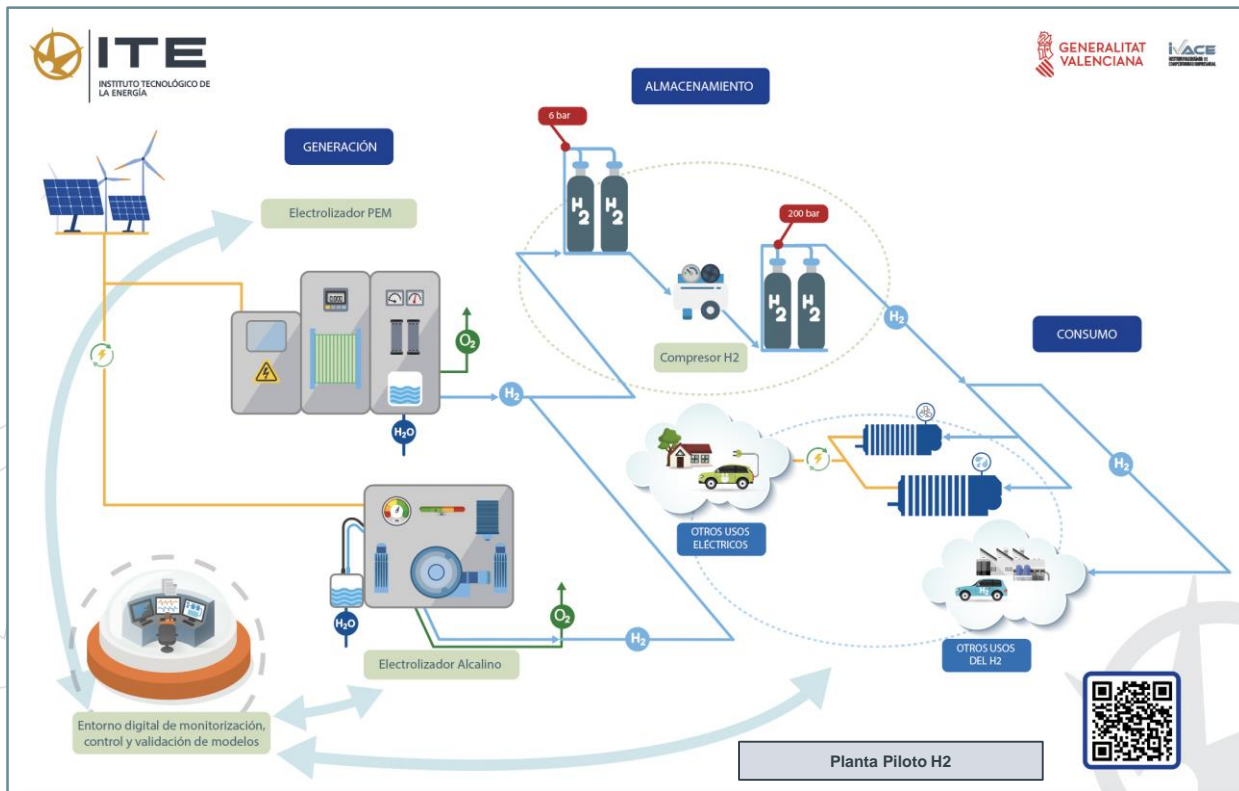 ITE
INSTITUTO TECNOLÓGICO DE
LA ENERGÍA
GENERALITAT
VALENCIANA
IVACE
ALMACENAMIENTO
6 bar
GENERACIÓN
Electrolizador PEM
H2
H2
200 bar
H2
H2
O2
H2
Compresor H2
CONSUMO
H2
H2O
H2
OTROS USOS
ELÉCTRICOS
H2O
O2
H2
H2
Electrolizador Alcalino
OTROS USOS
DEL H2
Entorno digital de monitorización,
control y validación de modelos
Planta Piloto H2